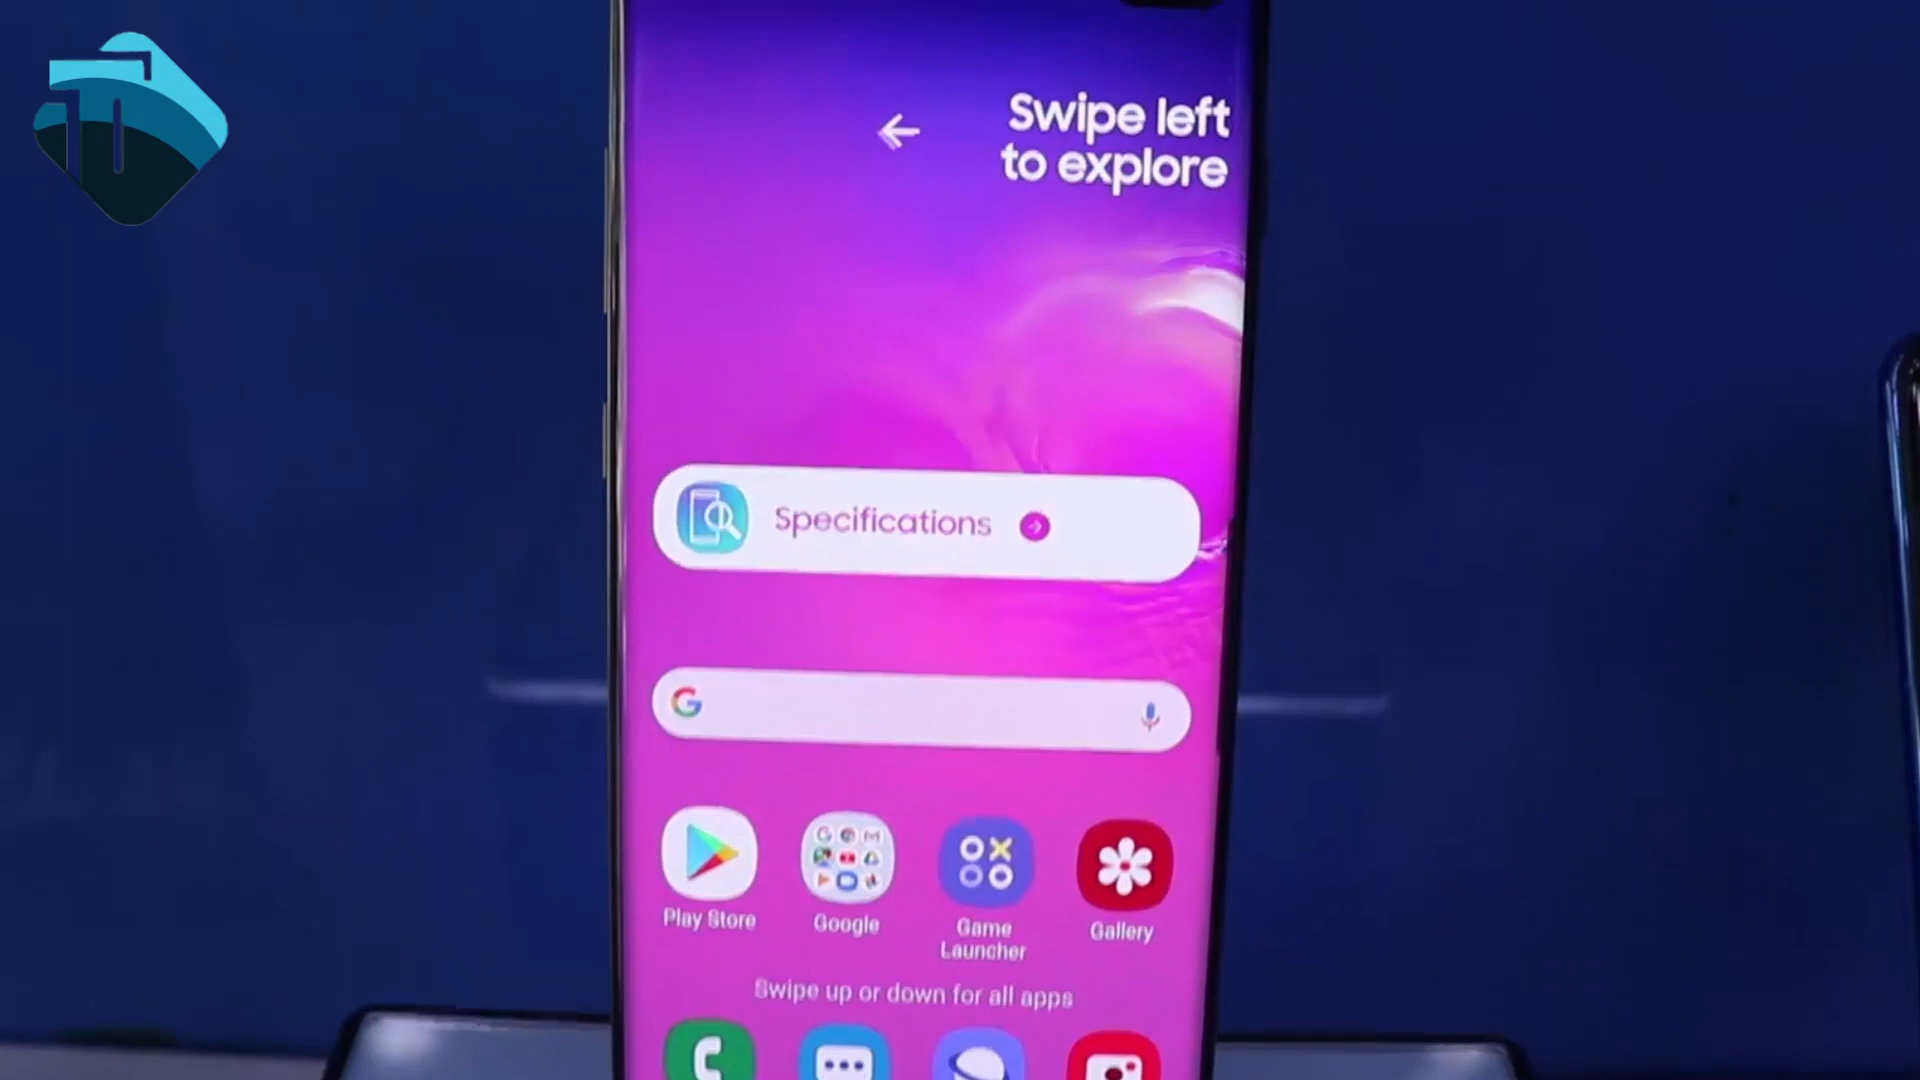 Swipe left
to explore
Specifications
Play Store
Google
Game
Launcher
Gallery
Swipe up or down for all apps